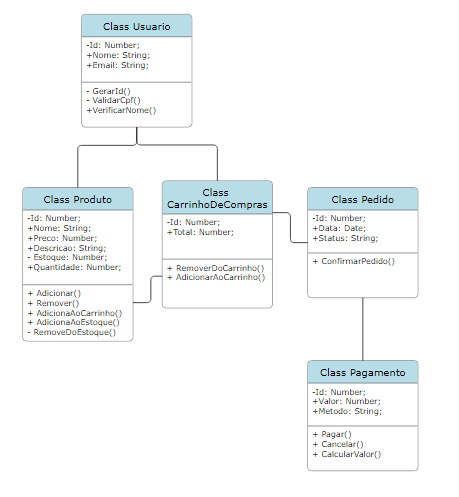 Class Usuario
-Id: Number;
+Nome: String;
+Email: String;
- GerarId()
- ValidarCpf()
+VerificarNome()
Class Produto
-Id: Number;
+Nome: String;
+Preco: Number;
+Descricao: String;
- Estoque: Number;
+Quantidade: Number;
+ Adicionar()
+ Remover()
+ AdicionaAoCarrinho()
+ AdicionaAoEstoque()
- RemoveDoEstoque()
Class
CarrinhoDeCompras
-Id: Number;
+Total: Number;
+ RemoverDoCarrinho()
+ AdicionarAoCarrinho()
Class Pedido
-Id: Number;
+Data: Date;
+Status: String;
+ ConfirmarPedido()
Class Pagamento
-Id: Number;
+Valor: Number;
+Metodo: String;
+ Pagar()
+ Cancelar()
+ CalcularValor()